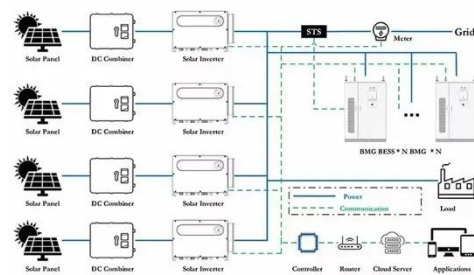 STS
Meter
Grid
Solar Panel
DC Combiner
Solar Inverter
Solar Panel
DC Combiner
Solar Inverter
BMG BESS * N BMG * N
Solar Panel
DC Combiner
Solar Inverter
Power
Communication
Load
Solar Panel
DC Combiner
Solar Inverter
Controller
Router
Cloud Server
Applicat